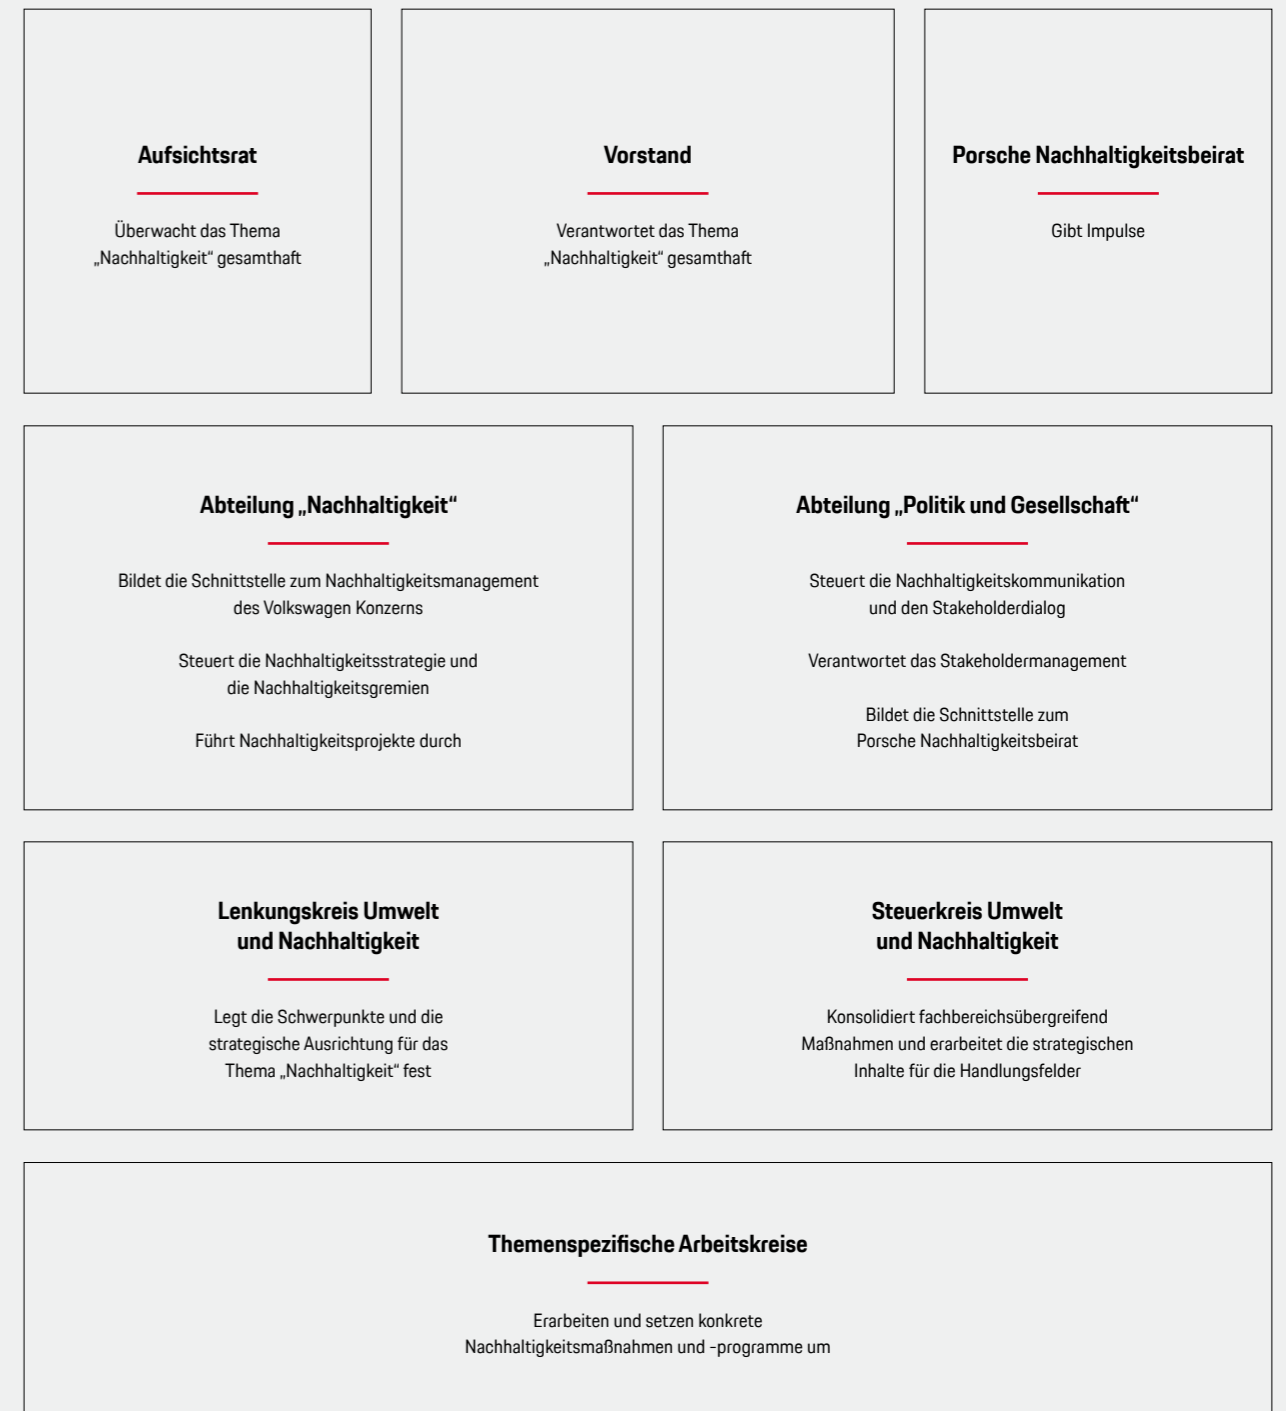 Aufsichtsrat
Überwacht das Thema
„Nachhaltigkeit“ gesamthaft
Vorstand
Verantwortet das Thema
„Nachhaltigkeit“ gesamthaft
Porsche Nachhaltigkeitsbeirat
Gibt Impulse
Abteilung „Nachhaltigkeit“
Bildet die Schnittstelle zum Nachhaltigkeitsmanagement
des Volkswagen Konzerns
Steuert die Nachhaltigkeitsstrategie und
die Nachhaltigkeitsgremien
Führt Nachhaltigkeitsprojekte durch
Abteilung „Politik und Gesellschaft“
Steuert die Nachhaltigkeitskommunikation
und den Stakeholderdialog
Verantwortet das Stakeholdermanagement
Bildet die Schnittstelle zum
Porsche Nachhaltigkeitsbeirat
Lenkungskreis Umwelt
und Nachhaltigkeit
Legt die Schwerpunkte und die
strategische Ausrichtung für das
Thema „Nachhaltigkeit“ fest
Steuerkreis Umwelt
und Nachhaltigkeit
Konsolidiert fachbereichsübergreifend
Maßnahmen und erarbeitet die strategischen
Inhalte für die Handlungsfelder
Themenspezifische Arbeitskreise
Erarbeiten und setzen konkrete
Nachhaltigkeitsmaßnahmen und -programme um